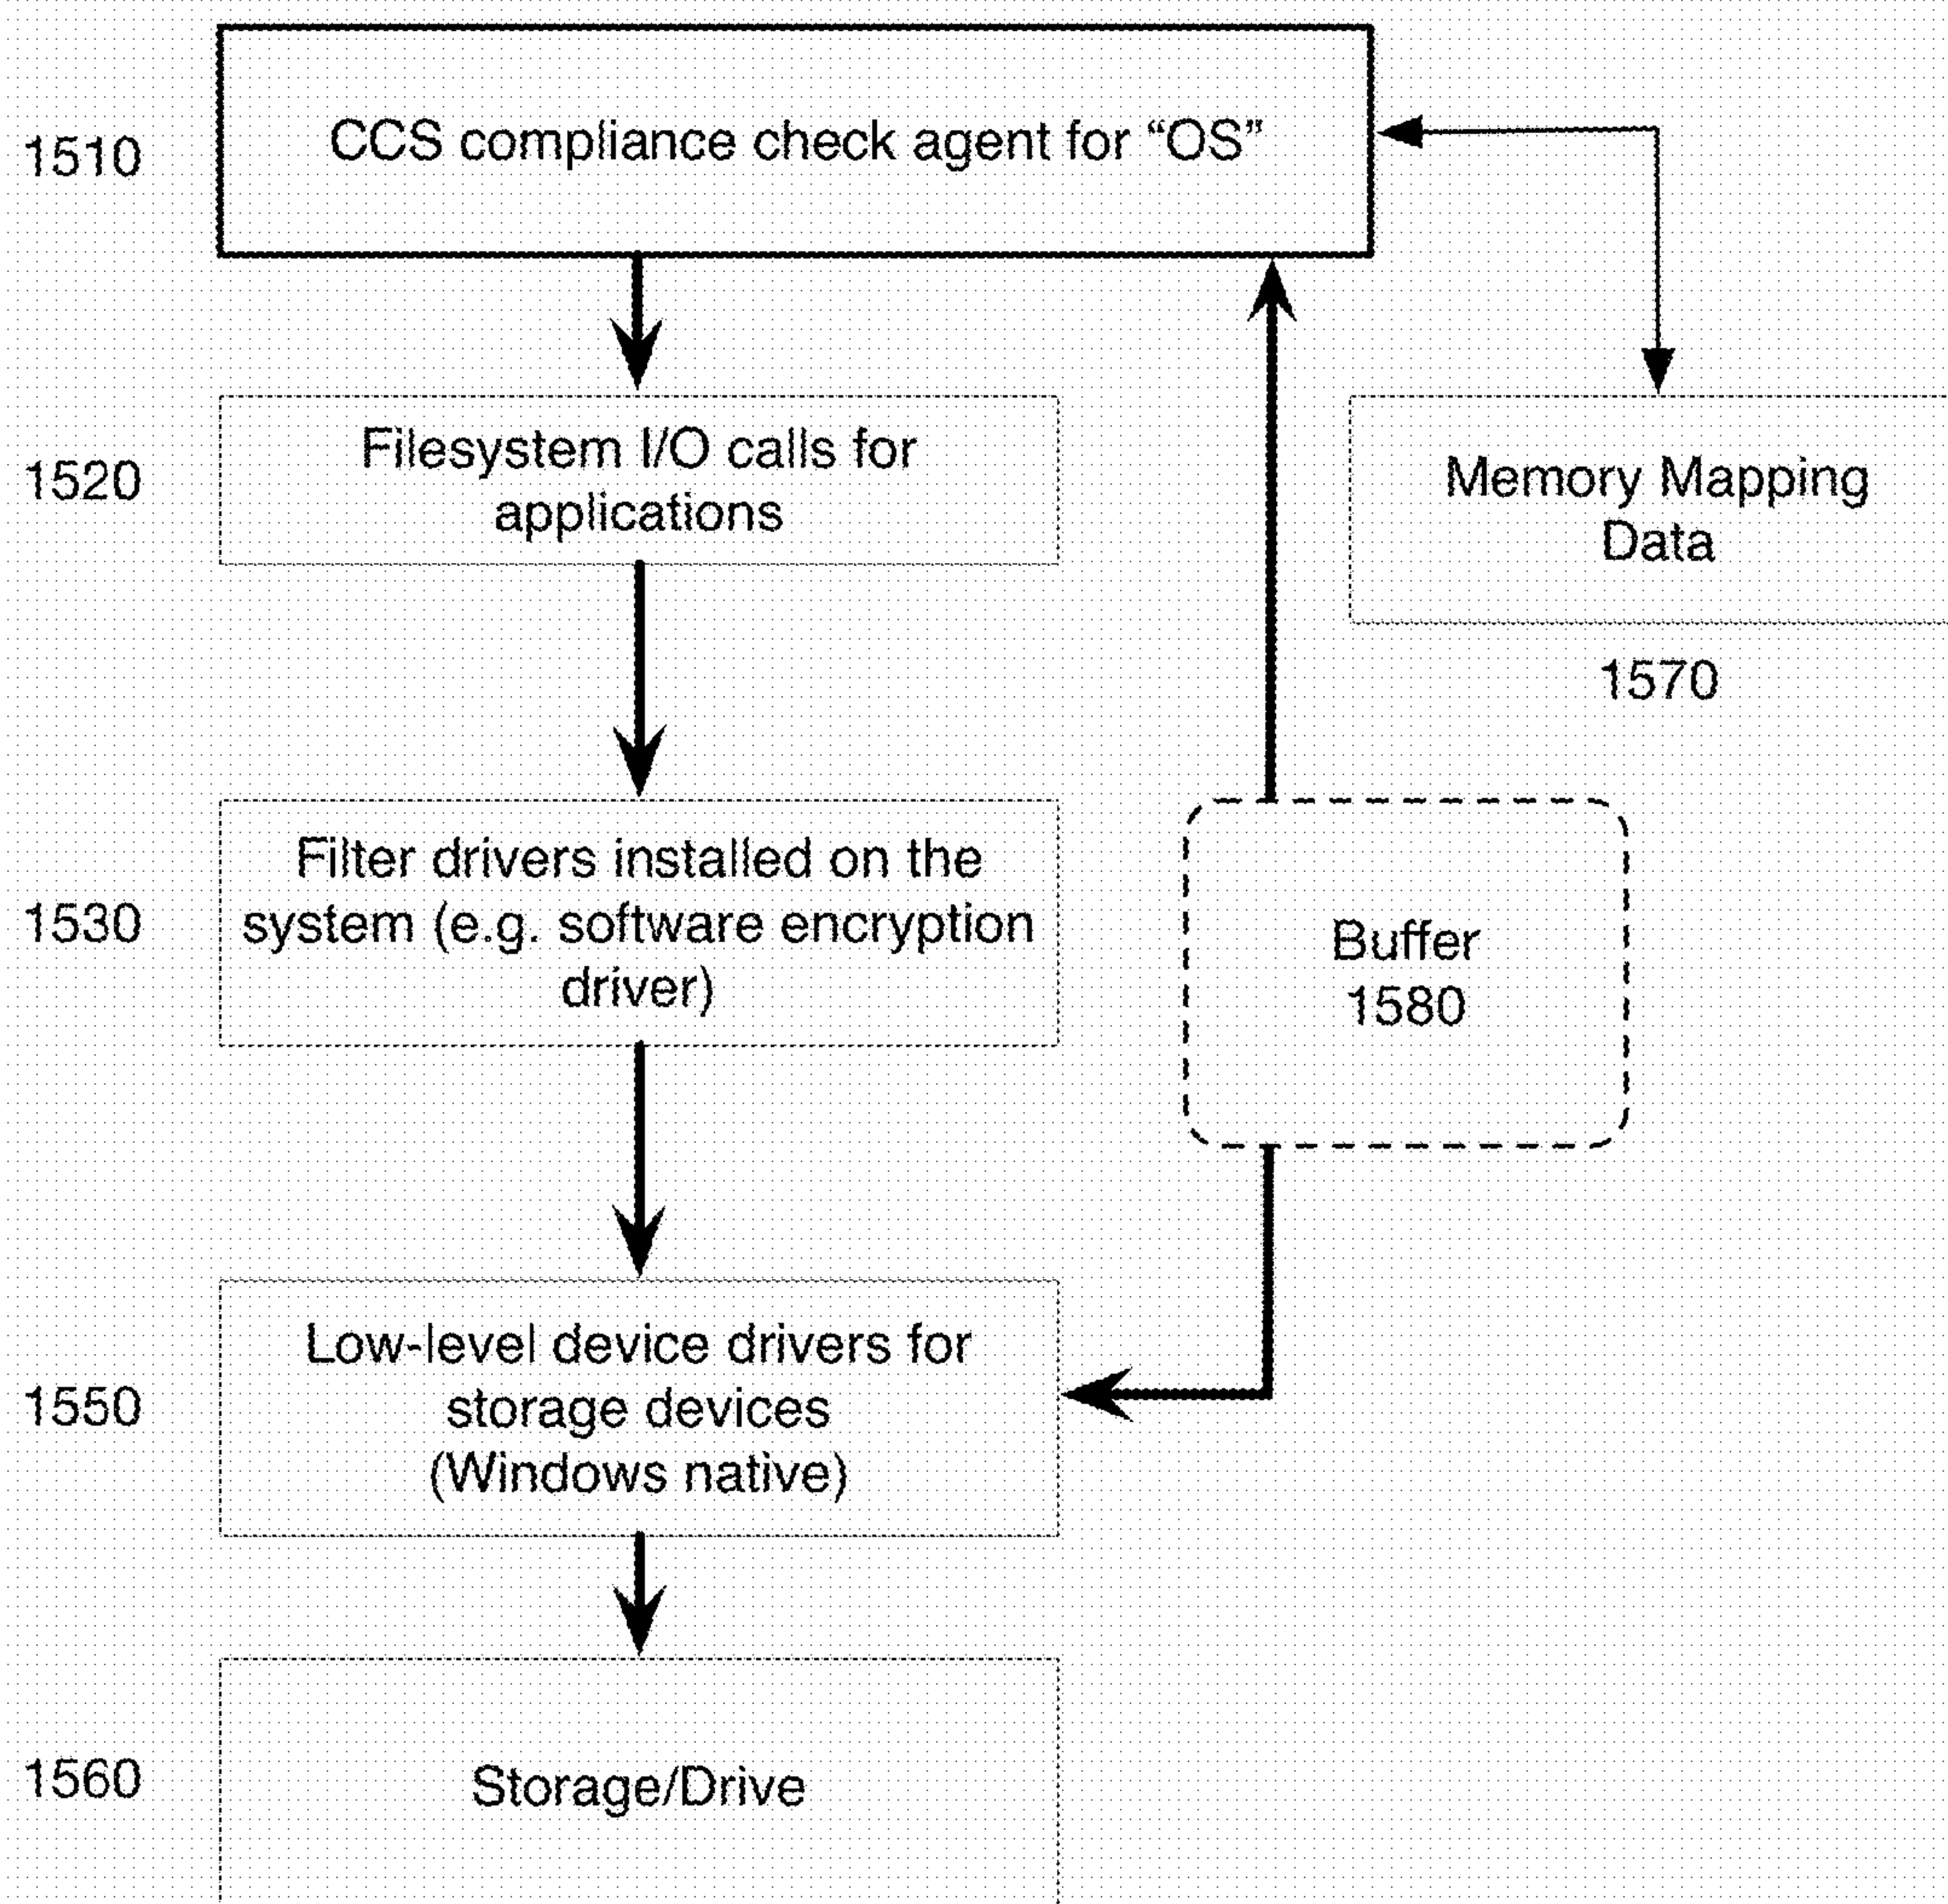 1510
CCS compliance check agent for “OS”
1520
Filesystem I/O calls for
applications
Memory Mapping
Data
1570
1530
Filter drivers installed on the
system (e.g. software encryption
driver)
Buffer
1580
1550
Low-level device drivers for
storage devices
(Windows native)
1560
Storage/Drive